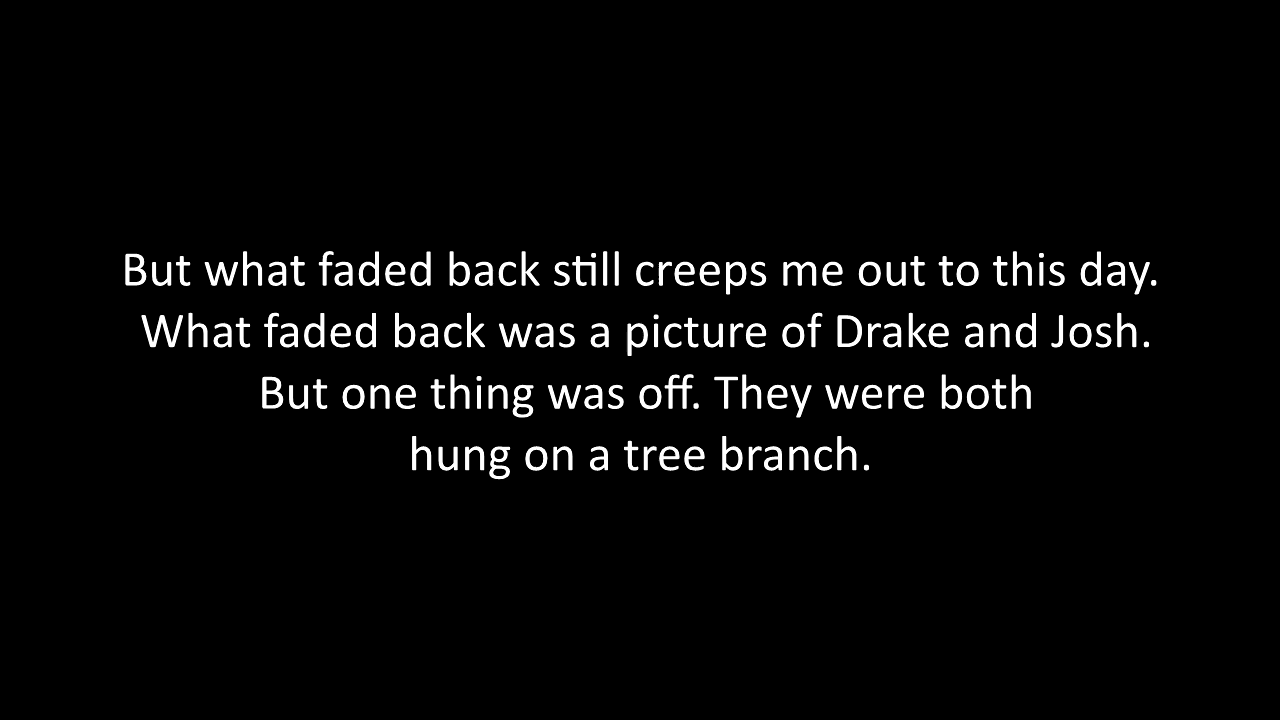 But what faded back still creeps me out to this day.
What faded back was a picture of Drake and Josh.
But one thing was off. They were both
hung on a tree branch.